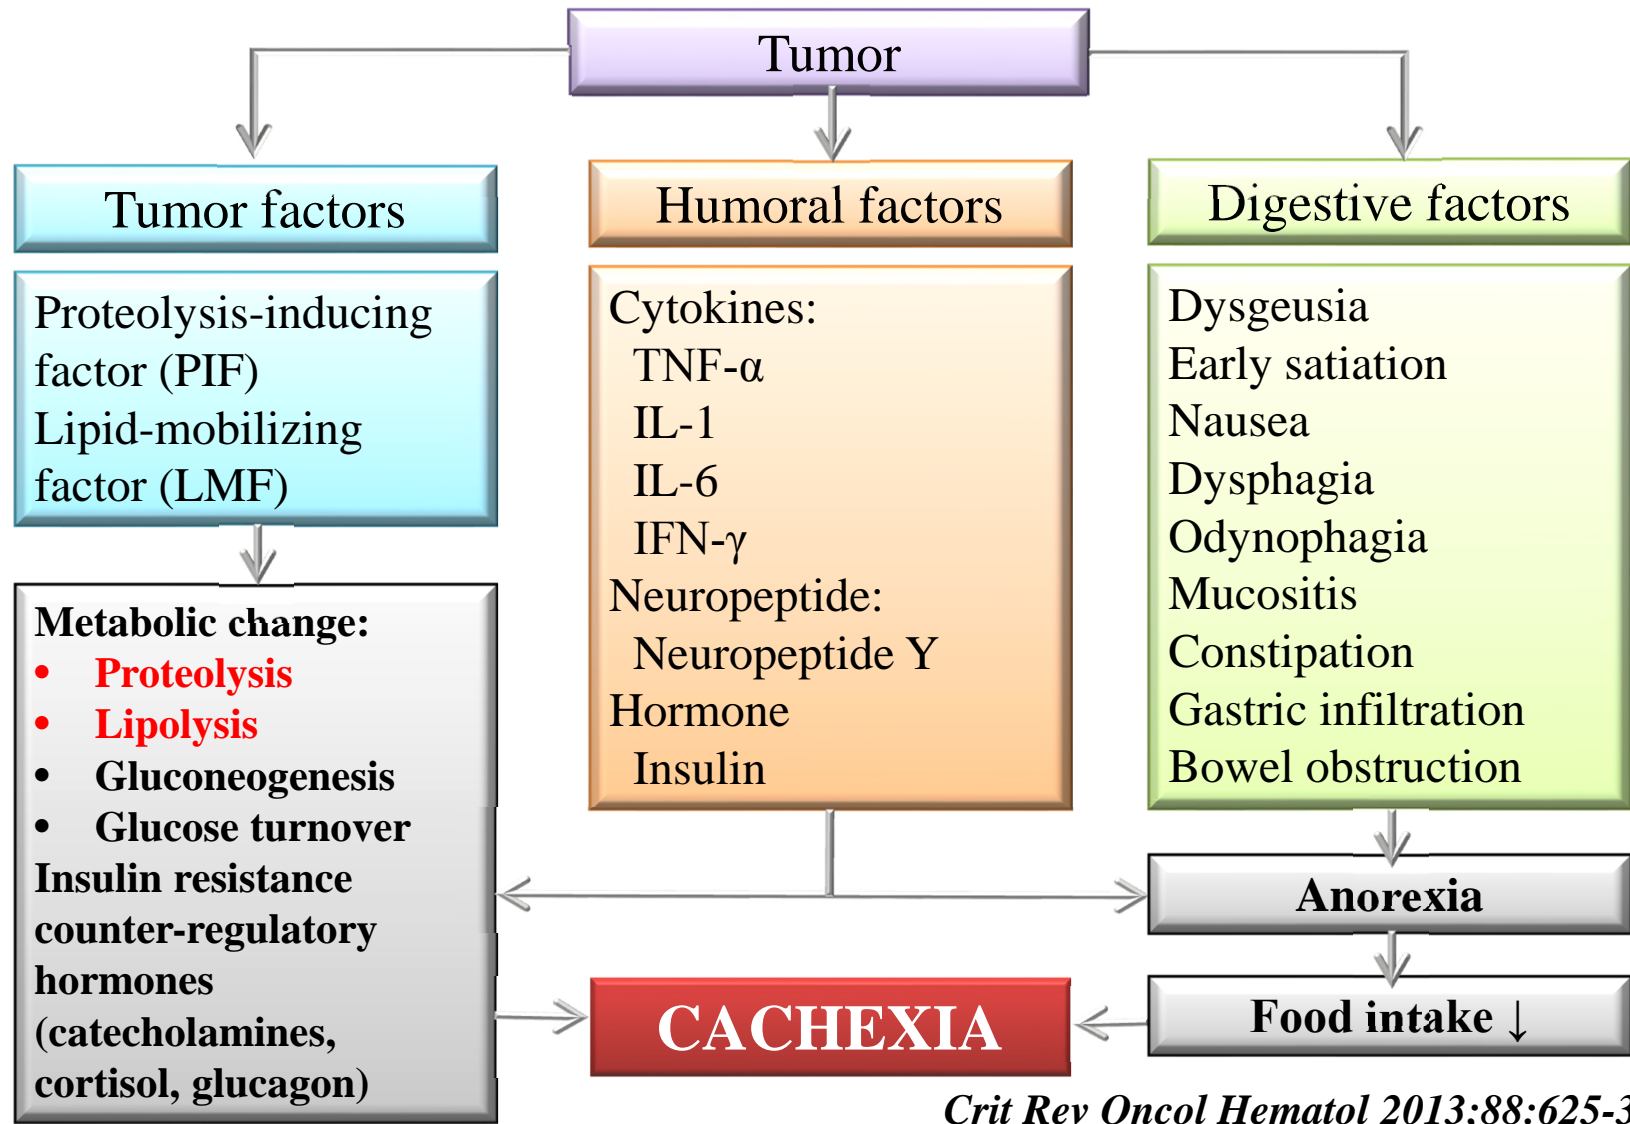 Tumor
Tumor factors
Humoral factors
Digestive factors
Proteolysis-inducing
factor (PIF)
Lipid-mobilizing
factor (LMF)
Metabolic change:
• Proteolysis
• Lipolysis
• Gluconeogenesis
• Glucose turnover
Insulin resistance
counter-regulatory
hormones
(catecholamines,
cortisol, glucagon)
Cytokines:
TNF-α
IL-1
IL-6
IFN-γ
Neuropeptide:
Neuropeptide Y
Hormone
Insulin
Dysgeusia
Early satiation
Nausea
Dysphagia
Odynophagia
Mucositis
Constipation
Gastric infiltration
Bowel obstruction
Anorexia
Food intake ↓
CACHEXIA
Crit Rev Oncol Hematol 2013;88:625-3